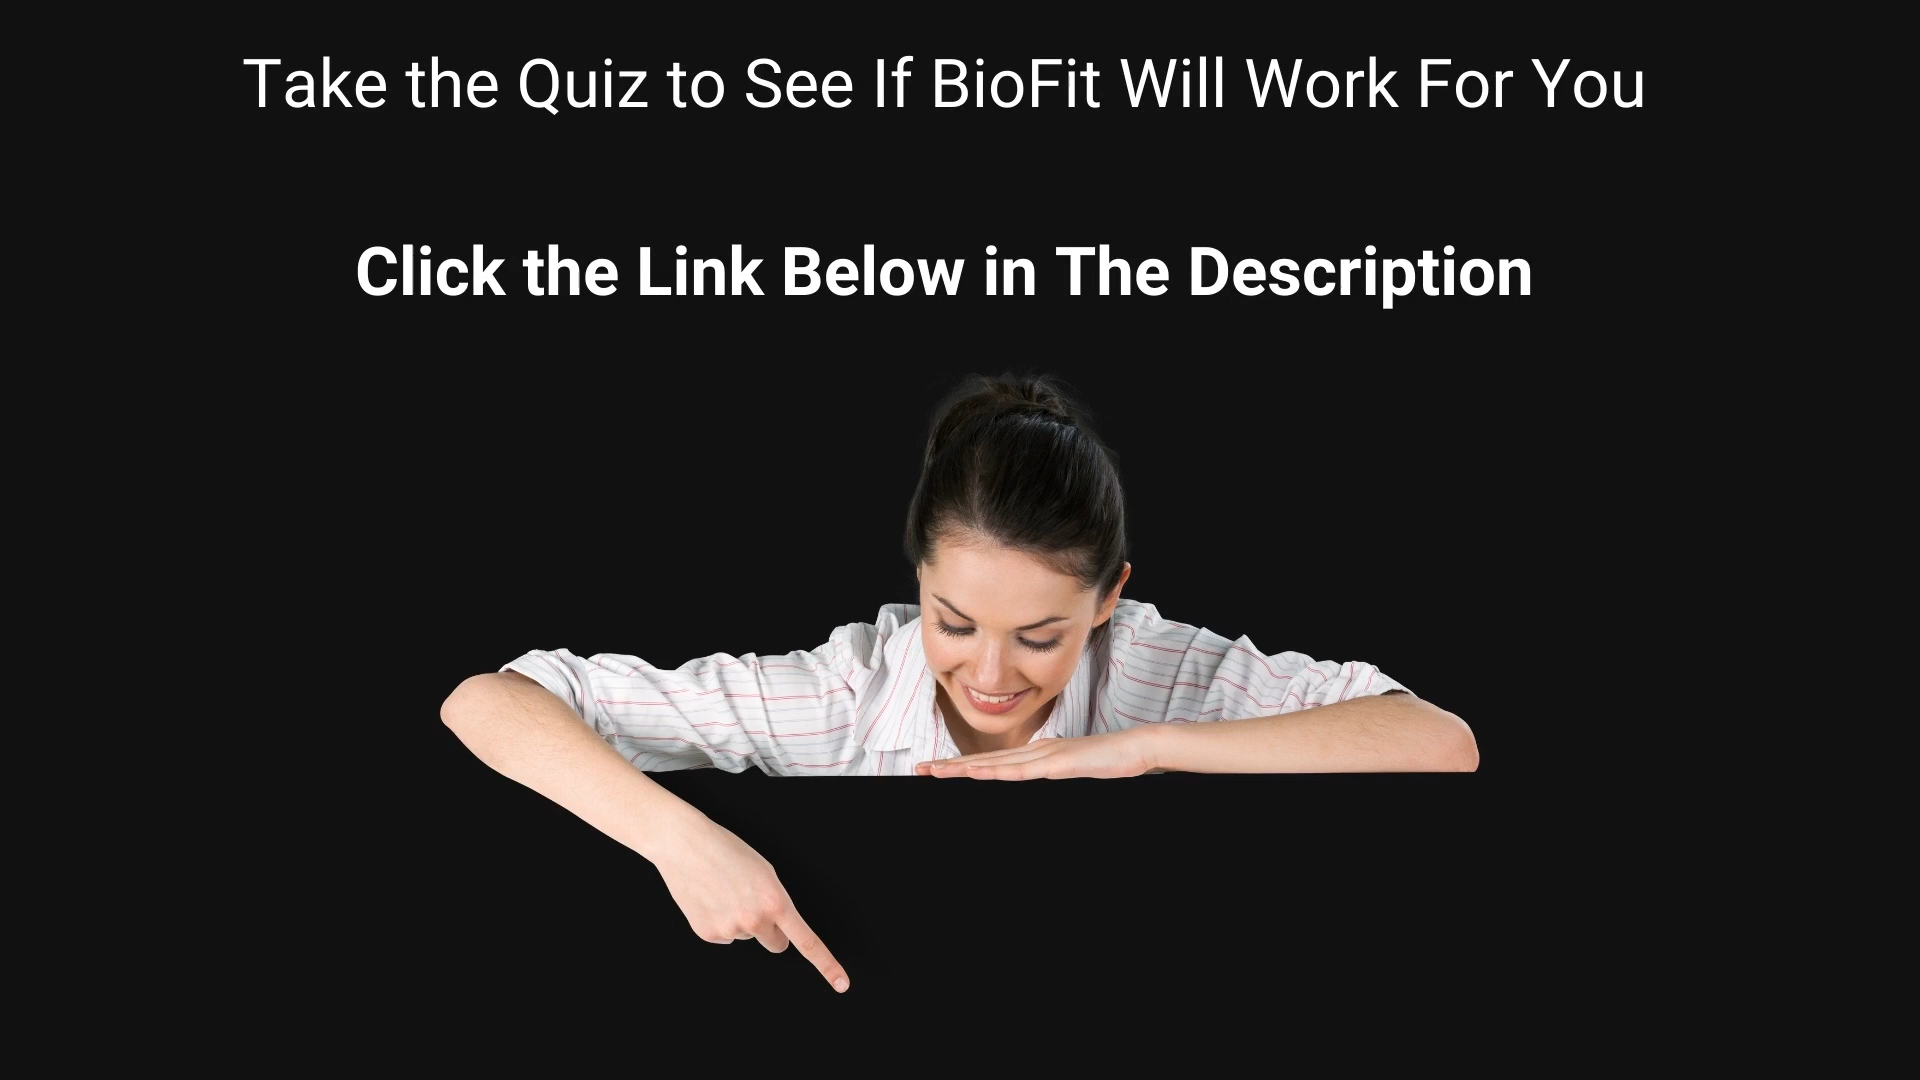 Take the Quiz to See If BioFit Will Work For You
Click the Link Below in The Description